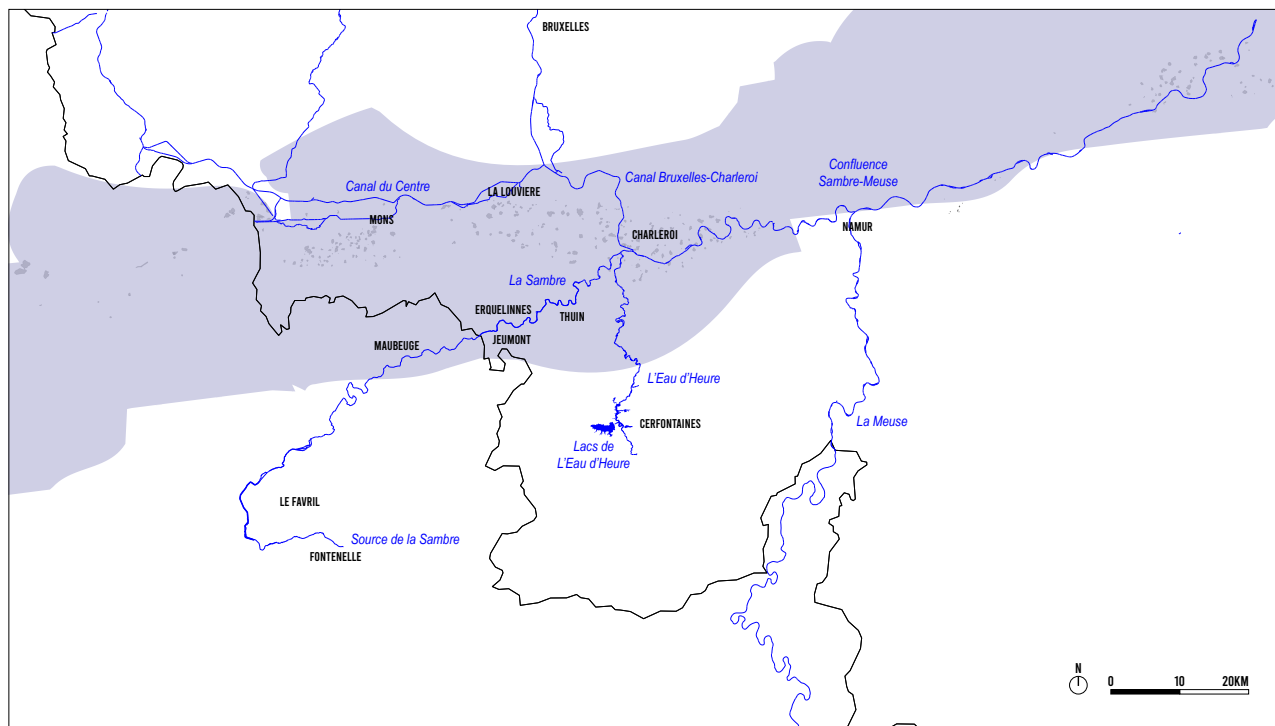 BRUXELLES
Confluence
Sambre-Meuse
Canal Bruxelles-Charleroi
Canal du Centre
LA LOUVIERE
MONS
NAMUR
CHARLEROI
La Sambre
ERQUELINNES
THUIN
JEUMONT
MAUBEUGE
L'Eau d'Heure
La Meuse
CERFONTAINES
Lacs de
L'Eau d'Heure
LE FAVRIL
Source de la Sambre
FONTENELLE
N
0 10 20KM